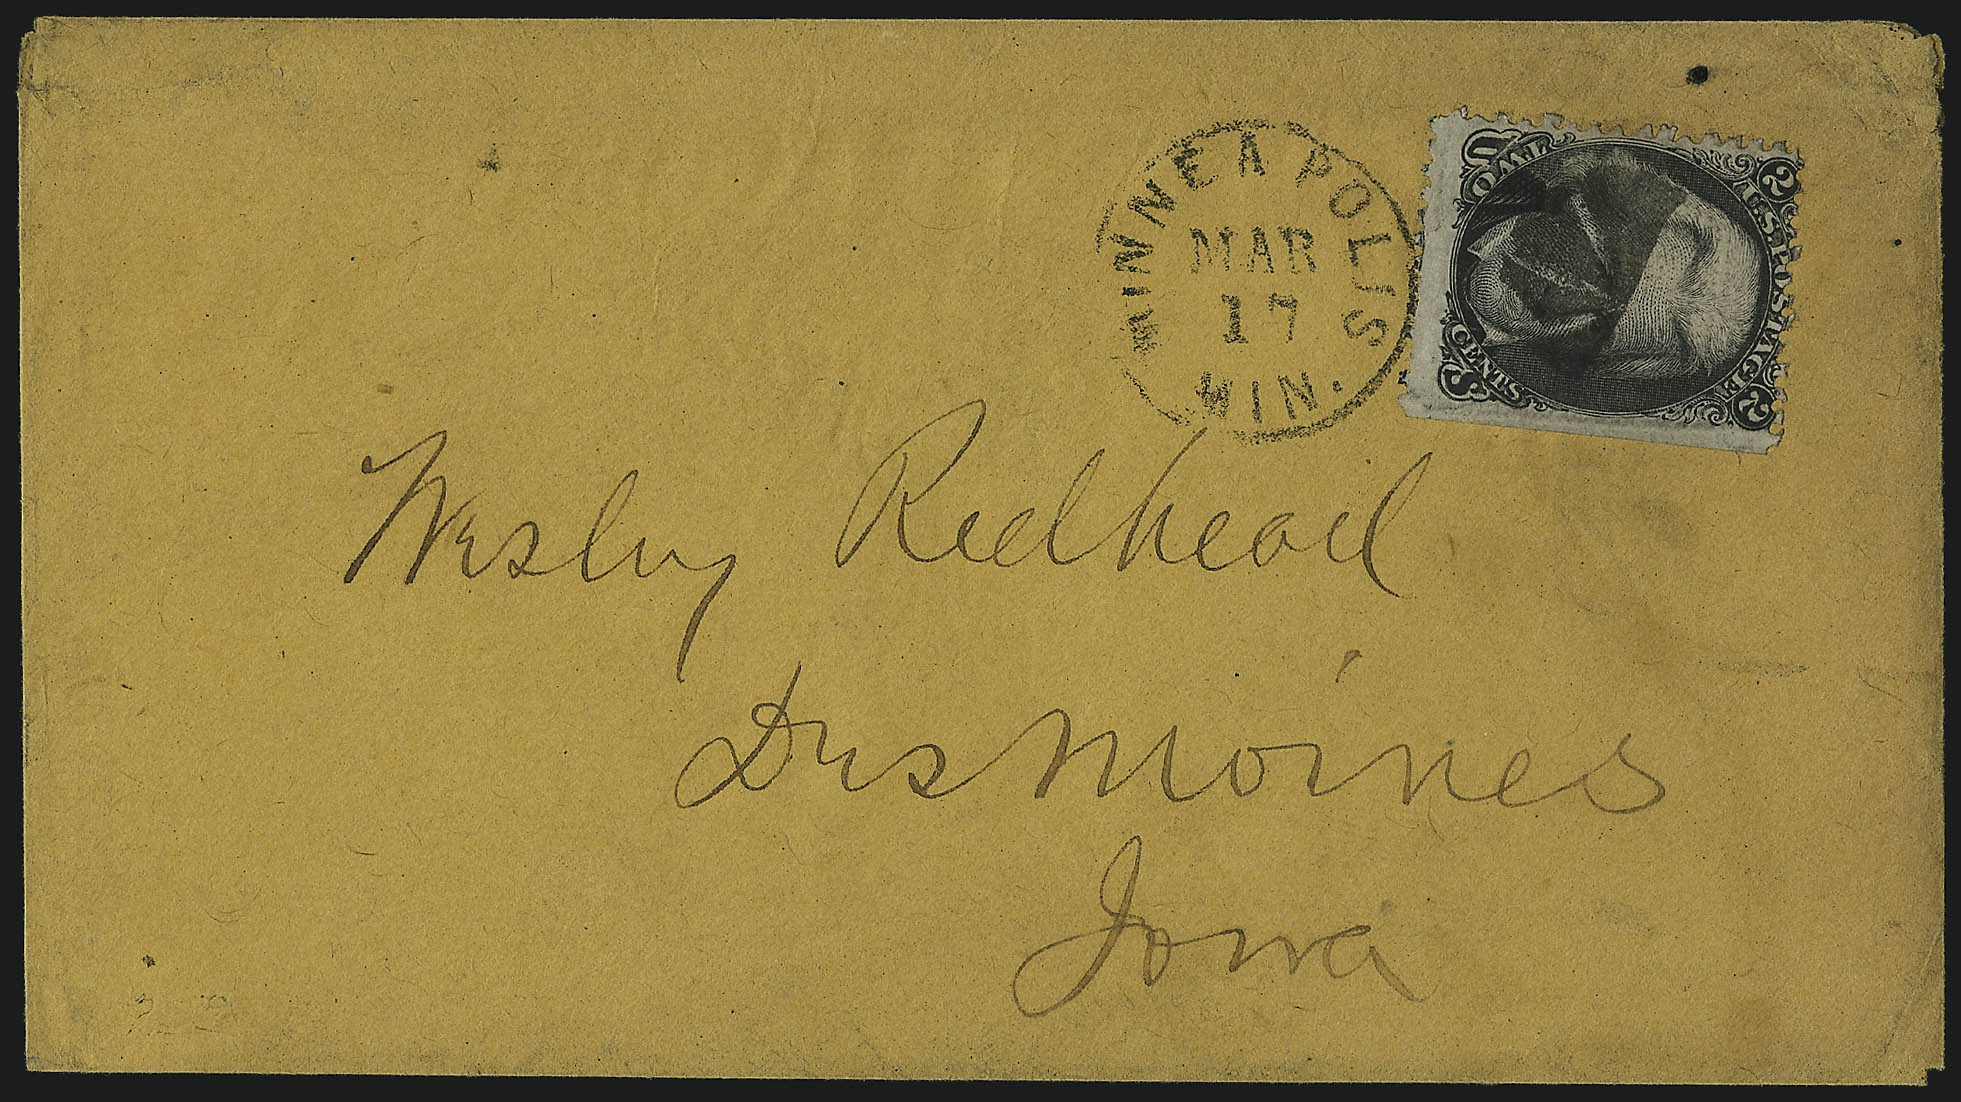 MINNEAPOLIS
MAR
17
MIN.
U.S. POSTAGE
2 2
TWO
CENTS
U S
Wesley Redhead
Des Moines
Iowa